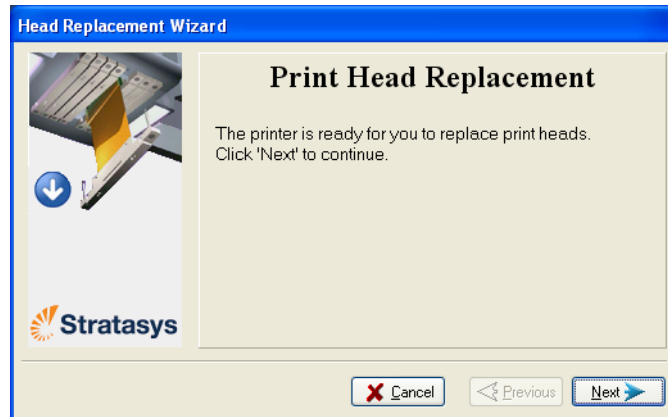 Head Replacement Wizard
Print Head Replacement
The printer is ready for you to replace print heads.
Click 'Next' to continue.
Stratasys
Cancel
Previous
Next